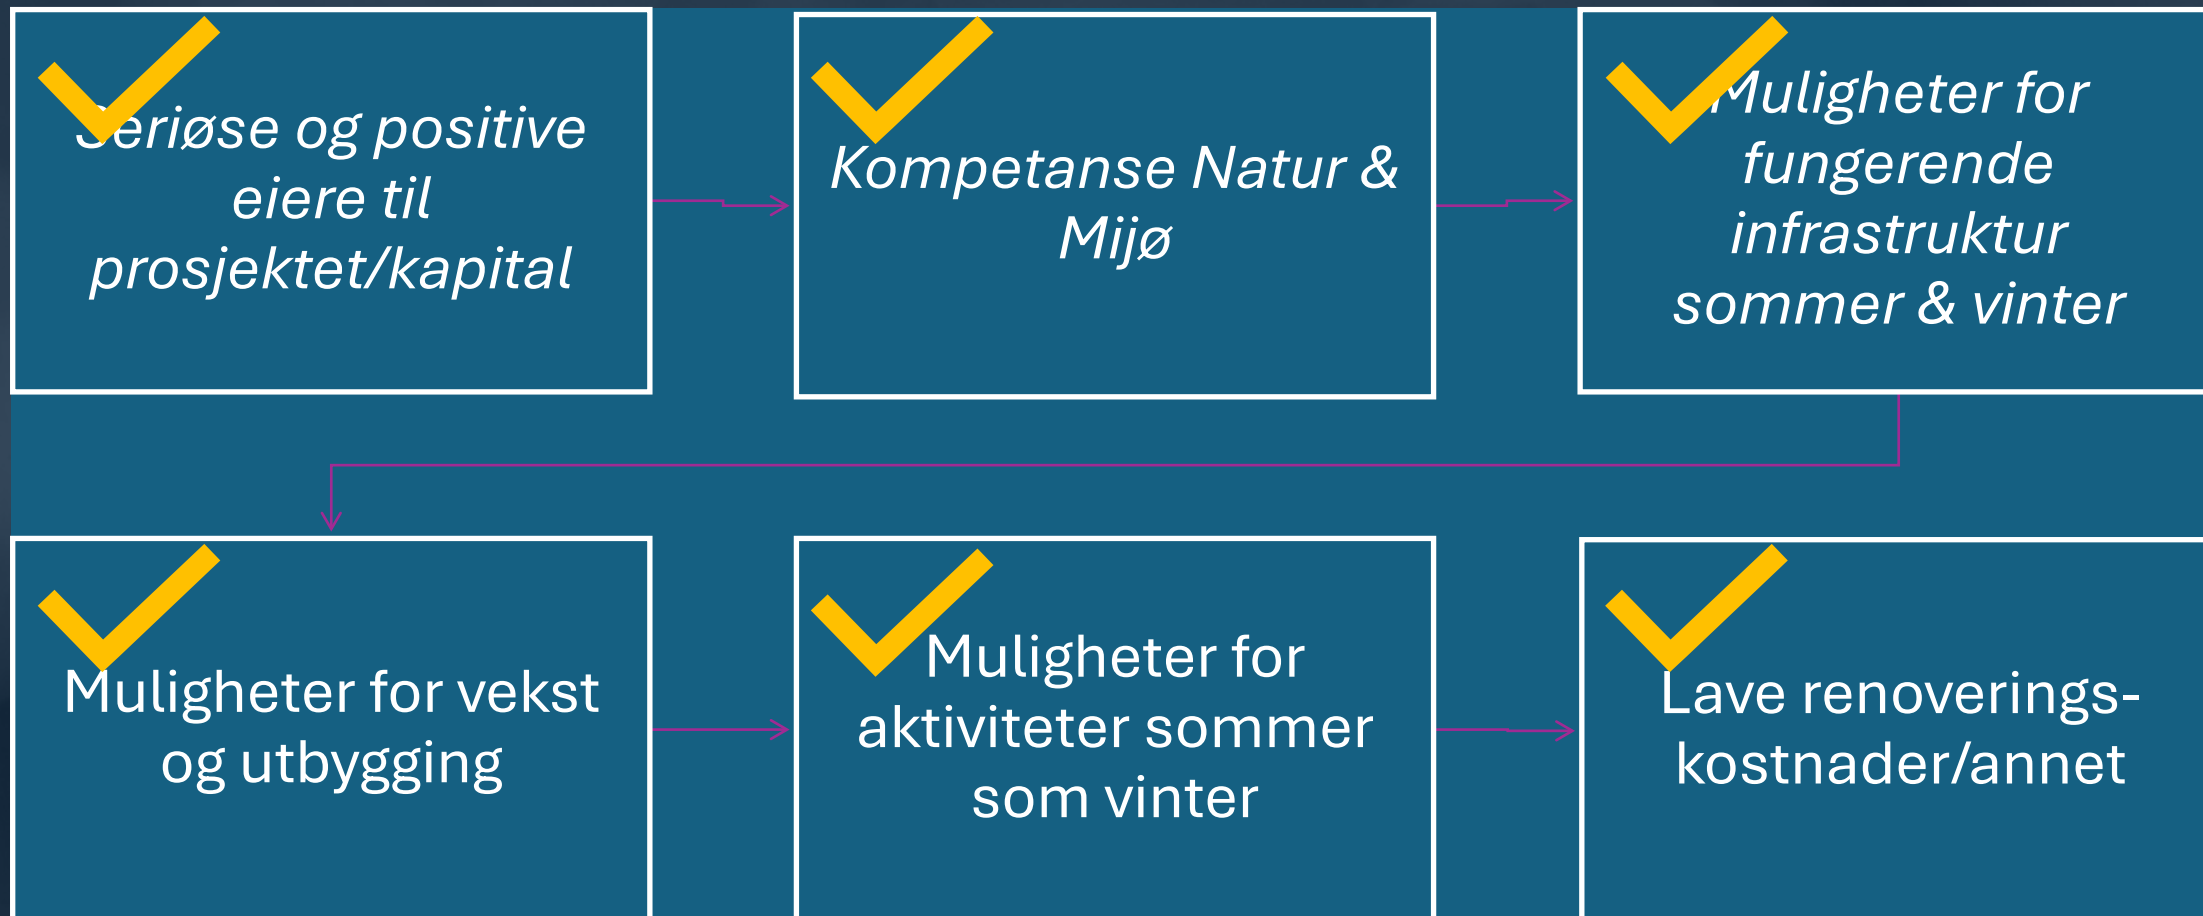 Seriøse og positive
eiere til
prosjektet/kapital
Kompetanse Natur &
Mijø
Muligheter for
fungerende
infrastruktur
sommer & vinter
Muligheter for vekst
og utbygging
Muligheter for
aktiviteter sommer
som vinter
Lave renoverings-
kostnader/annet